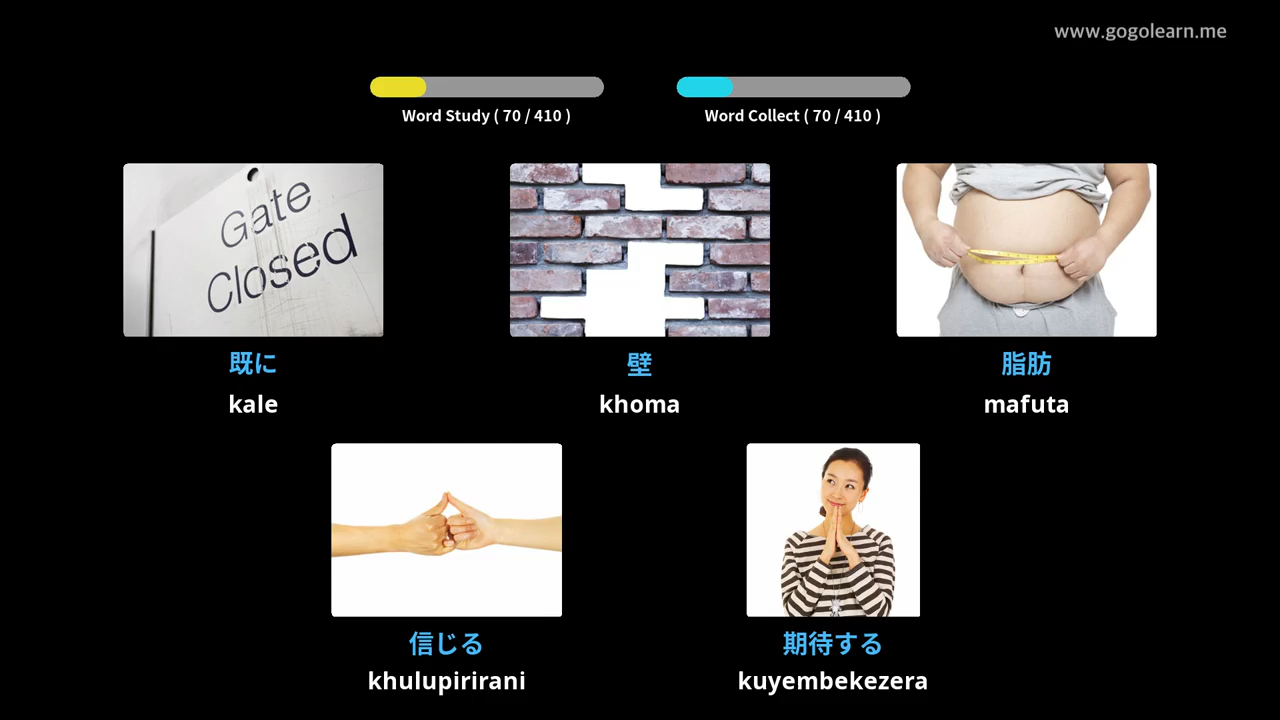 www.gogolearn.me
Word Study ( 70 / 410 )
Word Collect ( 70 / 410 )
Gate
Closed
既に
kale
壁
khoma
脂肪
mafuta
信じる
khulupirirani
期待する
kuyembekezera